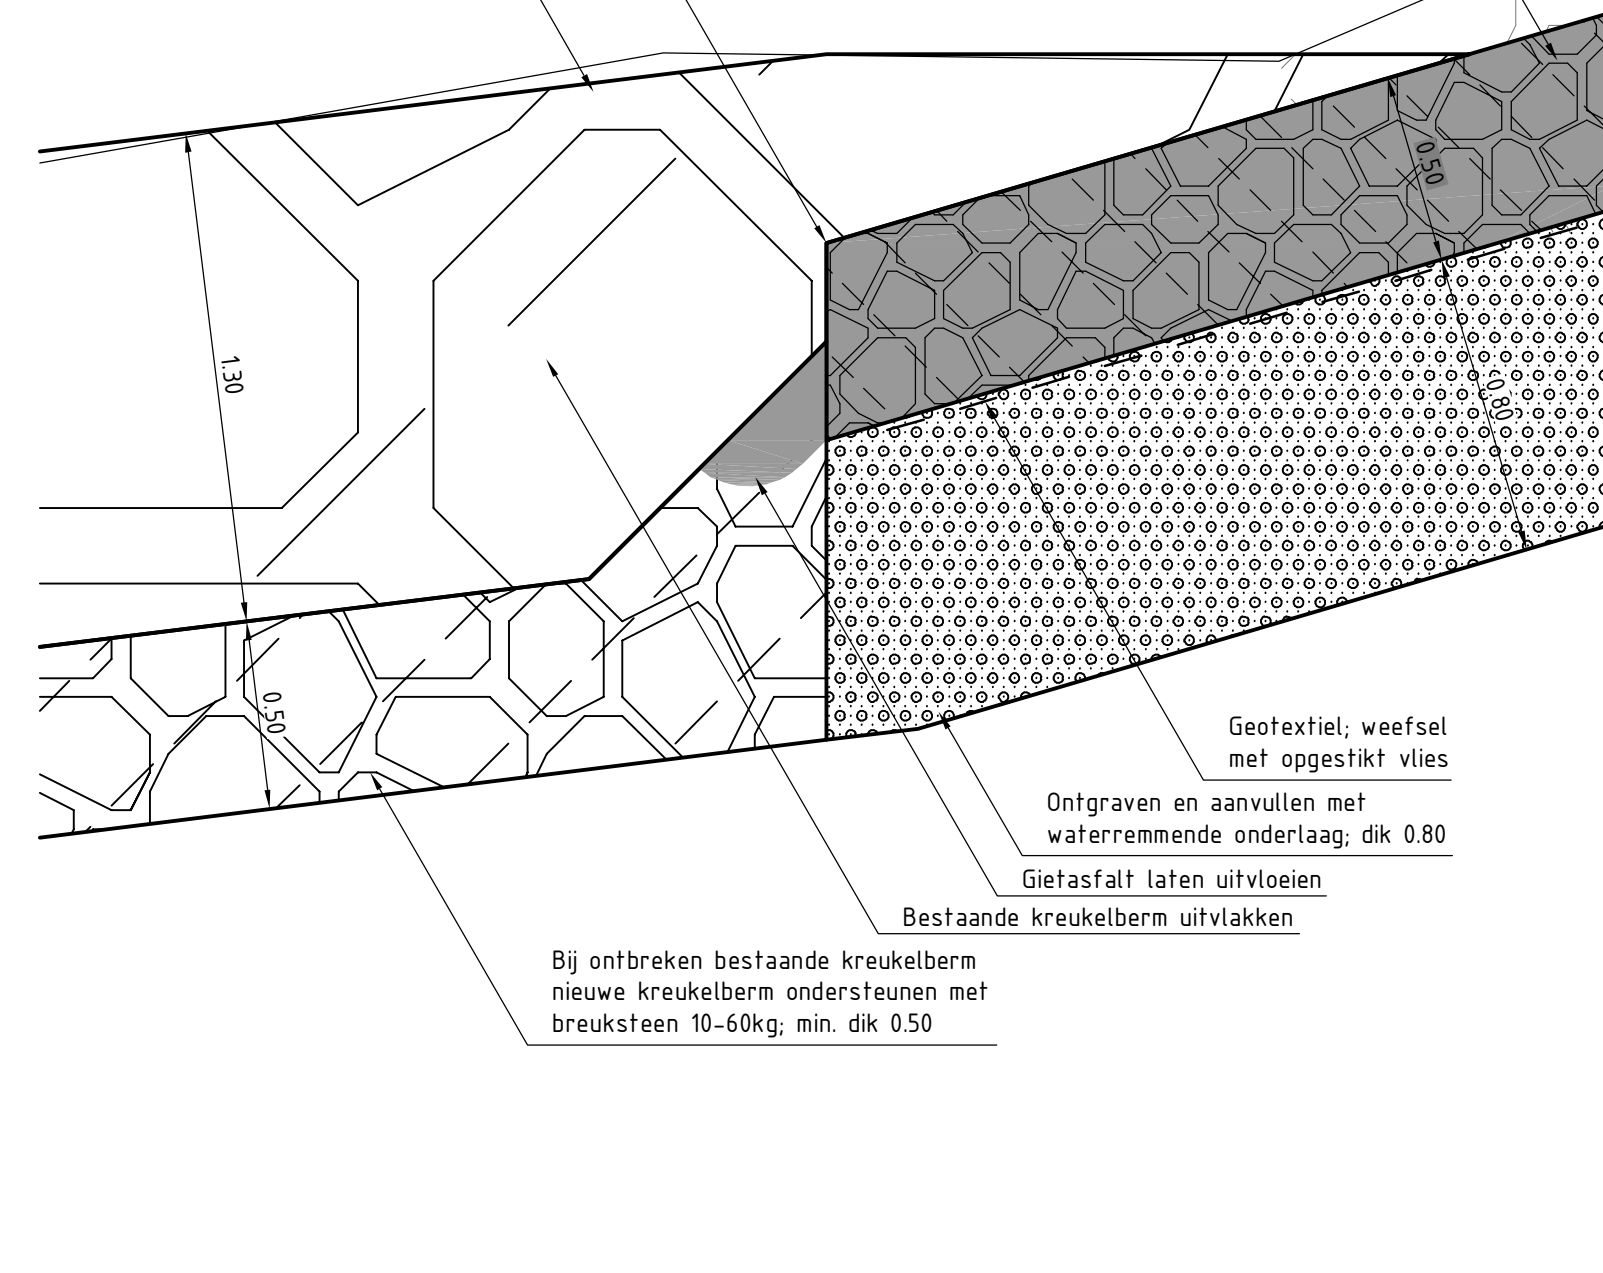 0.50
1.30
0.80
0.50
Geotextiel; weefsel
met opgestikt vlies
Ontgraven en aanvullen met
waterremmende onderlaag; dik 0.80
Gietasfalt laten uitvloeien
Bestaande kreukelberm uitvlakken
Bij ontbreken bestaande kreukelberm
nieuwe kreukelberm ondersteunen met
breuksteen 10-60kg; min. dik 0.50